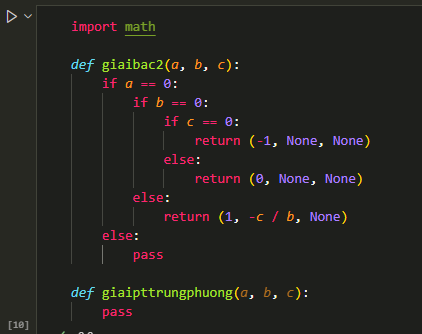 import math
def giaibac2(a, b, c):
    if a == 0:
        if b == 0:
            if c == 0:
                return (-1, None, None)
            else:
                return (0, None, None)
        else:
            return (1, -c / b, None)
    else:
        pass
def giaipttrungphuong(a, b, c):
    pass
[10]